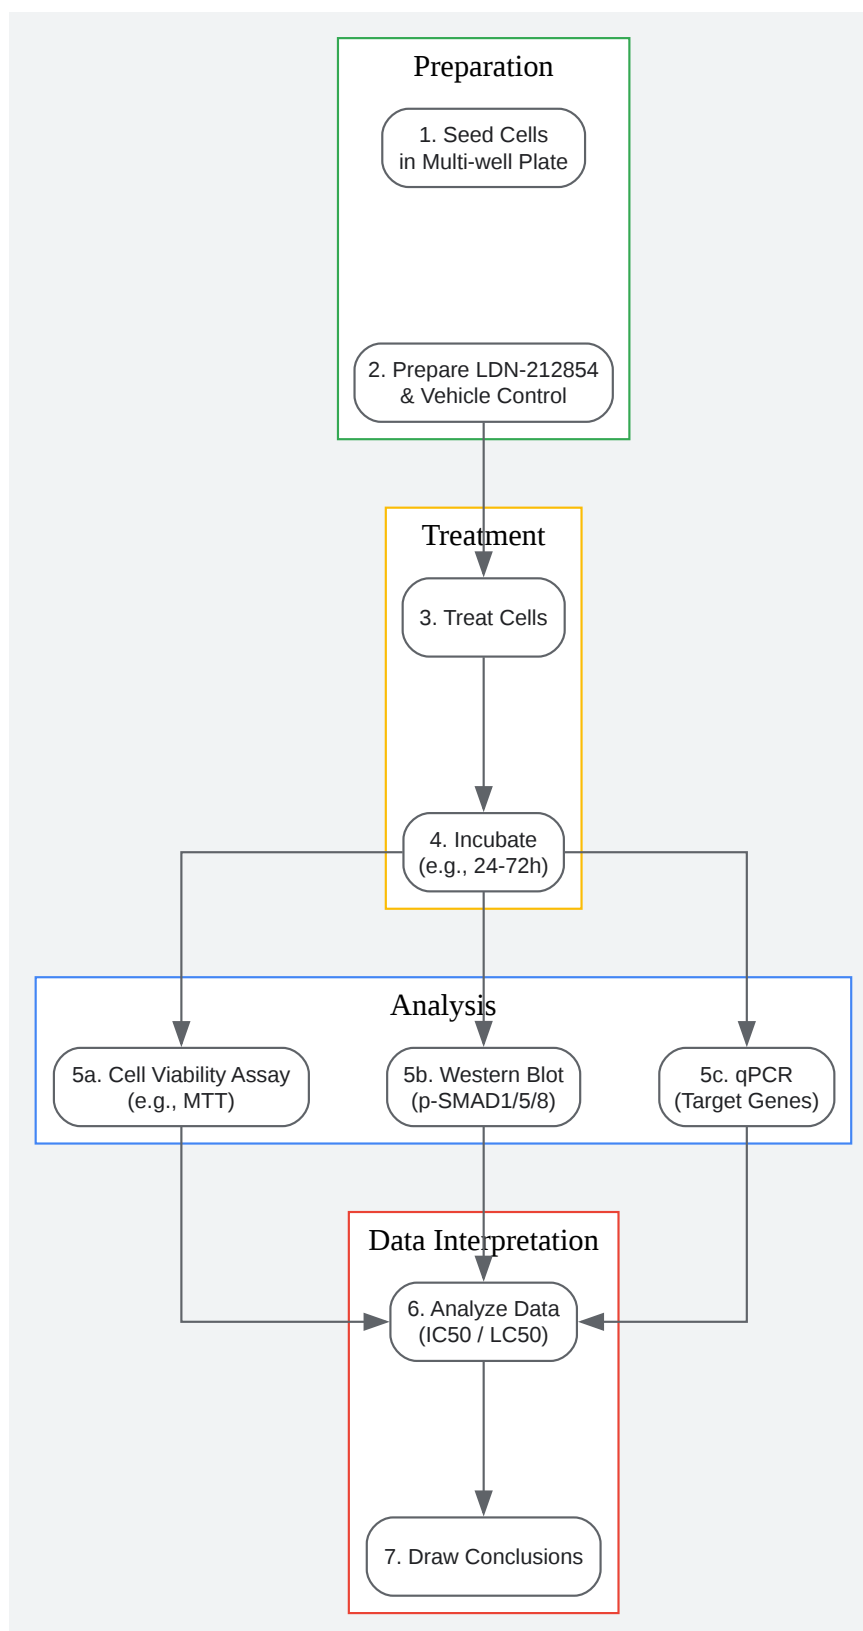 Preparation
1. Seed Cells
in Multi-well Plate
2. Prepare LDN-212854
& Vehicle Control
Treatment
3. Treat Cells
4. Incubate
(e.g., 24-72h)
Analysis
5a. Cell Viability Assay
(e.g., MTT)
5b. Western Blot
(p-SMAD1/5/8)
5c. qPCR
(Target Genes)
Data Interpretation
6. Analyze Data
(IC50 / LC50)
7. Draw Conclusions